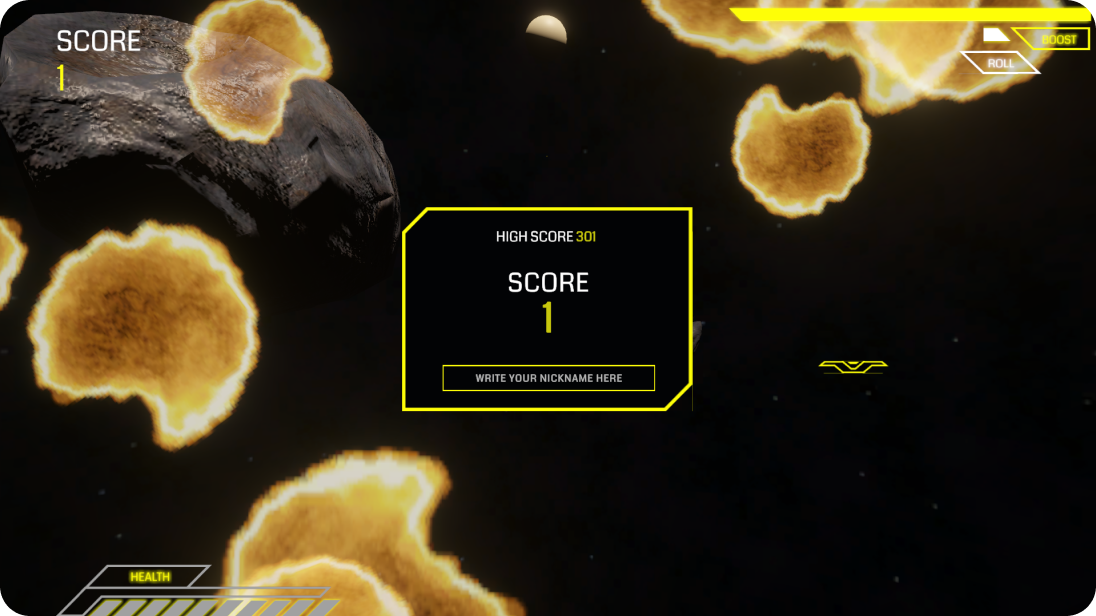 SCORE
1
BOOST
ROLL
HIGH SCORE 301
SCORE
1
WRITE YOUR NICKNAME HERE
HEALTH